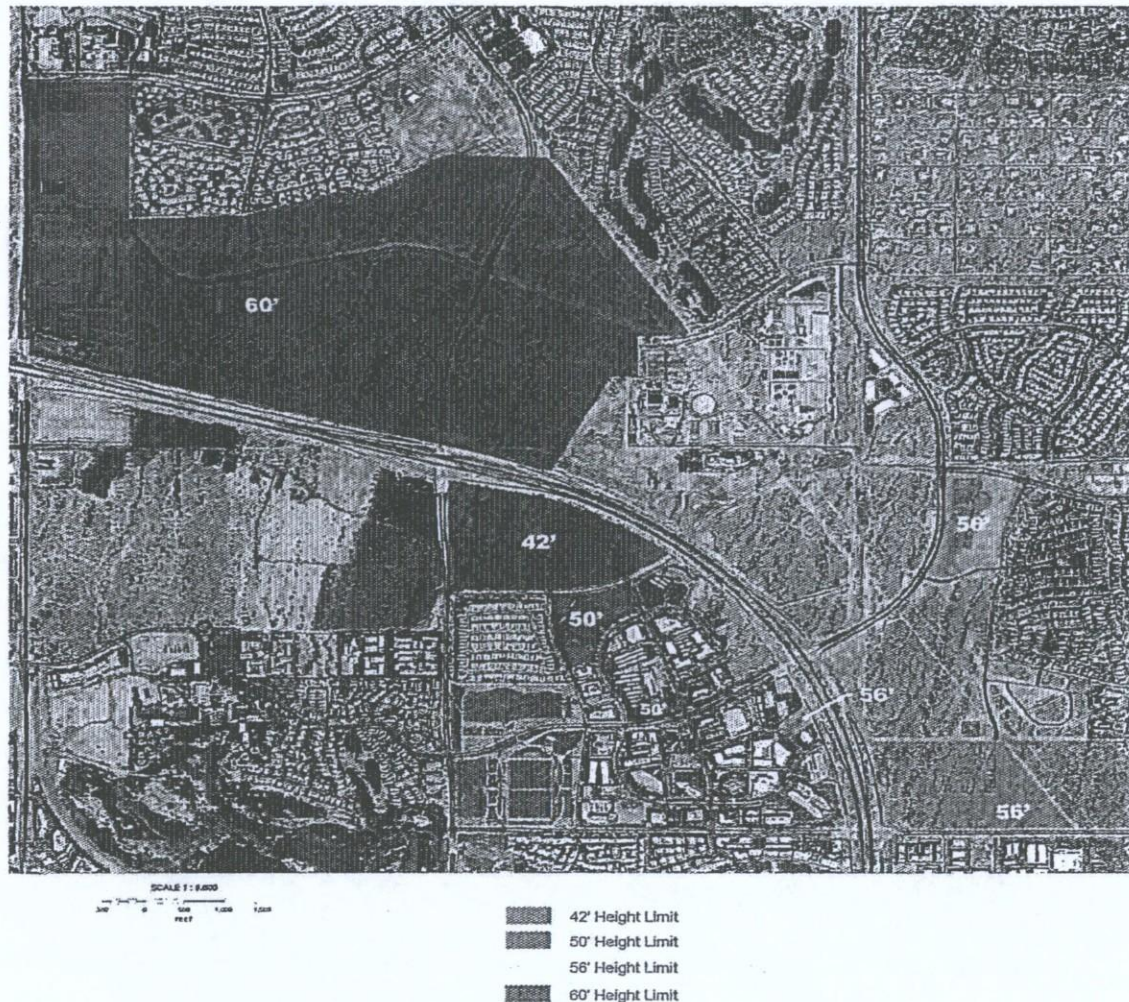 60'
42'
56'
50'
50'
56'
56'
SCALE 1 :
FEET
42' Height Limit
50' Height Limit
56' Height Limit
60' Height Limit